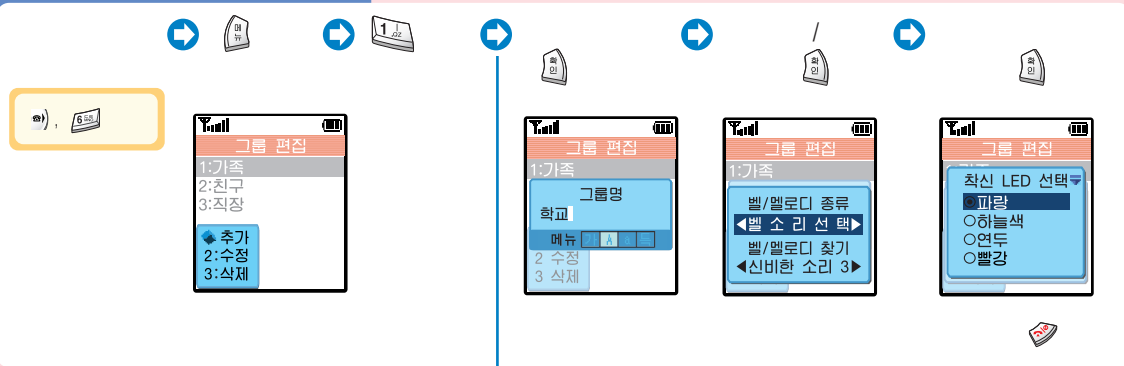 메뉴
1 ㅣ .OZ
/
확인
확인
확인
, 6
그룹 편집
1:가족
2:친구
3:직장
추가
2:수정
3:삭제
그룹 편집
1:가족
그룹명
학교
메뉴 가 A a
2 수정
3 삭제
그룹 편집
1:가족
벨/멜로디 종류
◀벨 소 리 선 택▶
벨/멜로디 찾기
◀신비한 소리 3▶
그룹 편집
착신 LED 선택
파랑
하늘색
연두
빨강